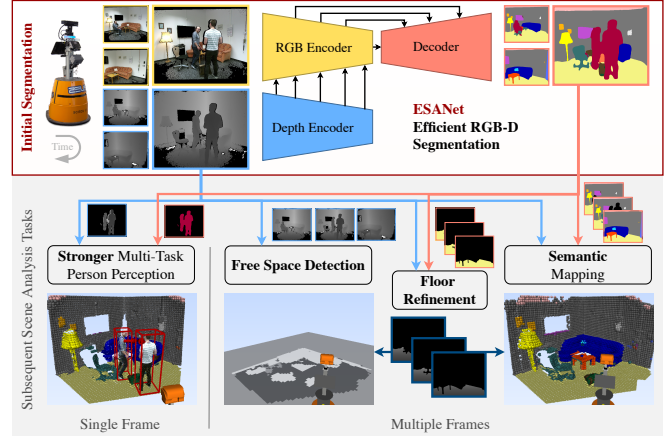 Initial Segmentation
Time
RGB Encoder
Decoder
Depth Encoder
ESANet
Efficient RGB-D
Segmentation
Subsequent Scene Analysis Tasks
Stronger Multi-Task
Person Perception
Free Space Detection
Floor
Refinement
Semantic
Mapping
Single Frame
Multiple Frames